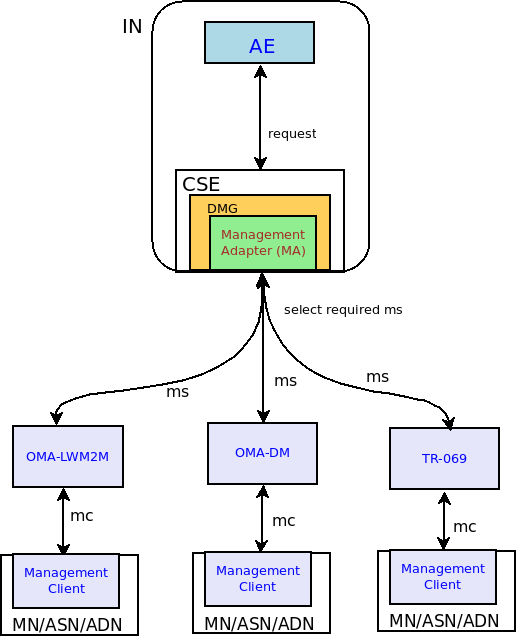 IN
AE
request
CSE
DMG
Management
Adapter (MA)
select required ms
ms
ms
ms
OMA-LWM2M
OMA-DM
TR-069
mc
mc
mc
Management
Client
MN/ASN/ADN
Management
Client
MN/ASN/ADN
Management
Client
MN/ASN/ADN